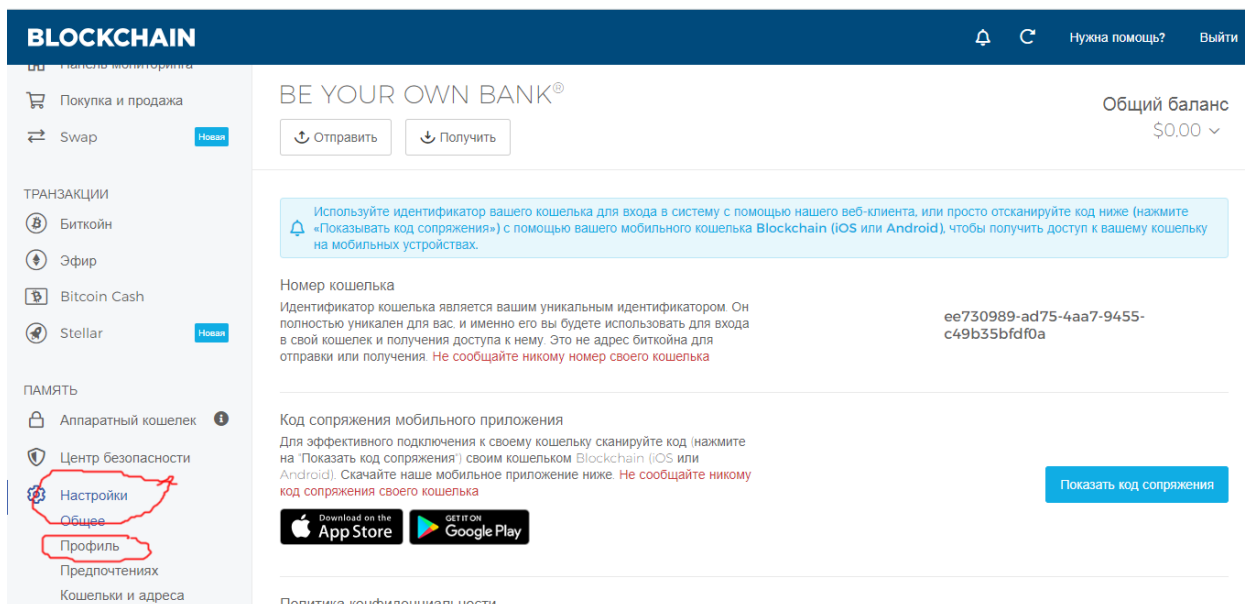 BLOCKCHAIN
Нужна помощь?
Выйти
Панель мониторинга
Покупка и продажа
Swap
Новая
ТРАНЗАКЦИИ
Биткойн
Эфир
Bitcoin Cash
Stellar
Новая
ПАМЯТЬ
Аппаратный кошелек
Центр безопасности
Настройки
Общее
Профиль
Предпочтениях
Кошельки и адреса
BE YOUR OWN BANK®
Отправить
Получить
Общий баланс
$0,00
Используйте идентификатор вашего кошелька для входа в систему с помощью нашего веб-клиента, или просто отсканируйте код ниже (нажмите
«Показывать код сопряжения») с помощью вашего мобильного кошелька Blockchain (iOS или Android), чтобы получить доступ к вашему кошельку
на мобильных устройствах.
Номер кошелька
Идентификатор кошелька является вашим уникальным идентификатором. Он
полностью уникален для вас, и именно его вы будете использовать для входа
в свой кошелек и получения доступа к нему. Это не адрес биткойна для
отправки или получения. Не сообщайте никому номер своего кошелька
ee730989-ad75-4aa7-9455-
c49b35bfdf0a
Код сопряжения мобильного приложения
Для эффективного подключения к своему кошельку сканируйте код (нажмите
на "Показать код сопряжения") своим кошельком Blockchain (iOS или
Android). Скачайте наше мобильное приложение ниже. Не сообщайте никому
код сопряжения своего кошелька
Показать код сопряжения
Download on the
App Store
GET IT ON
Google Play
Политика конфиденциальности